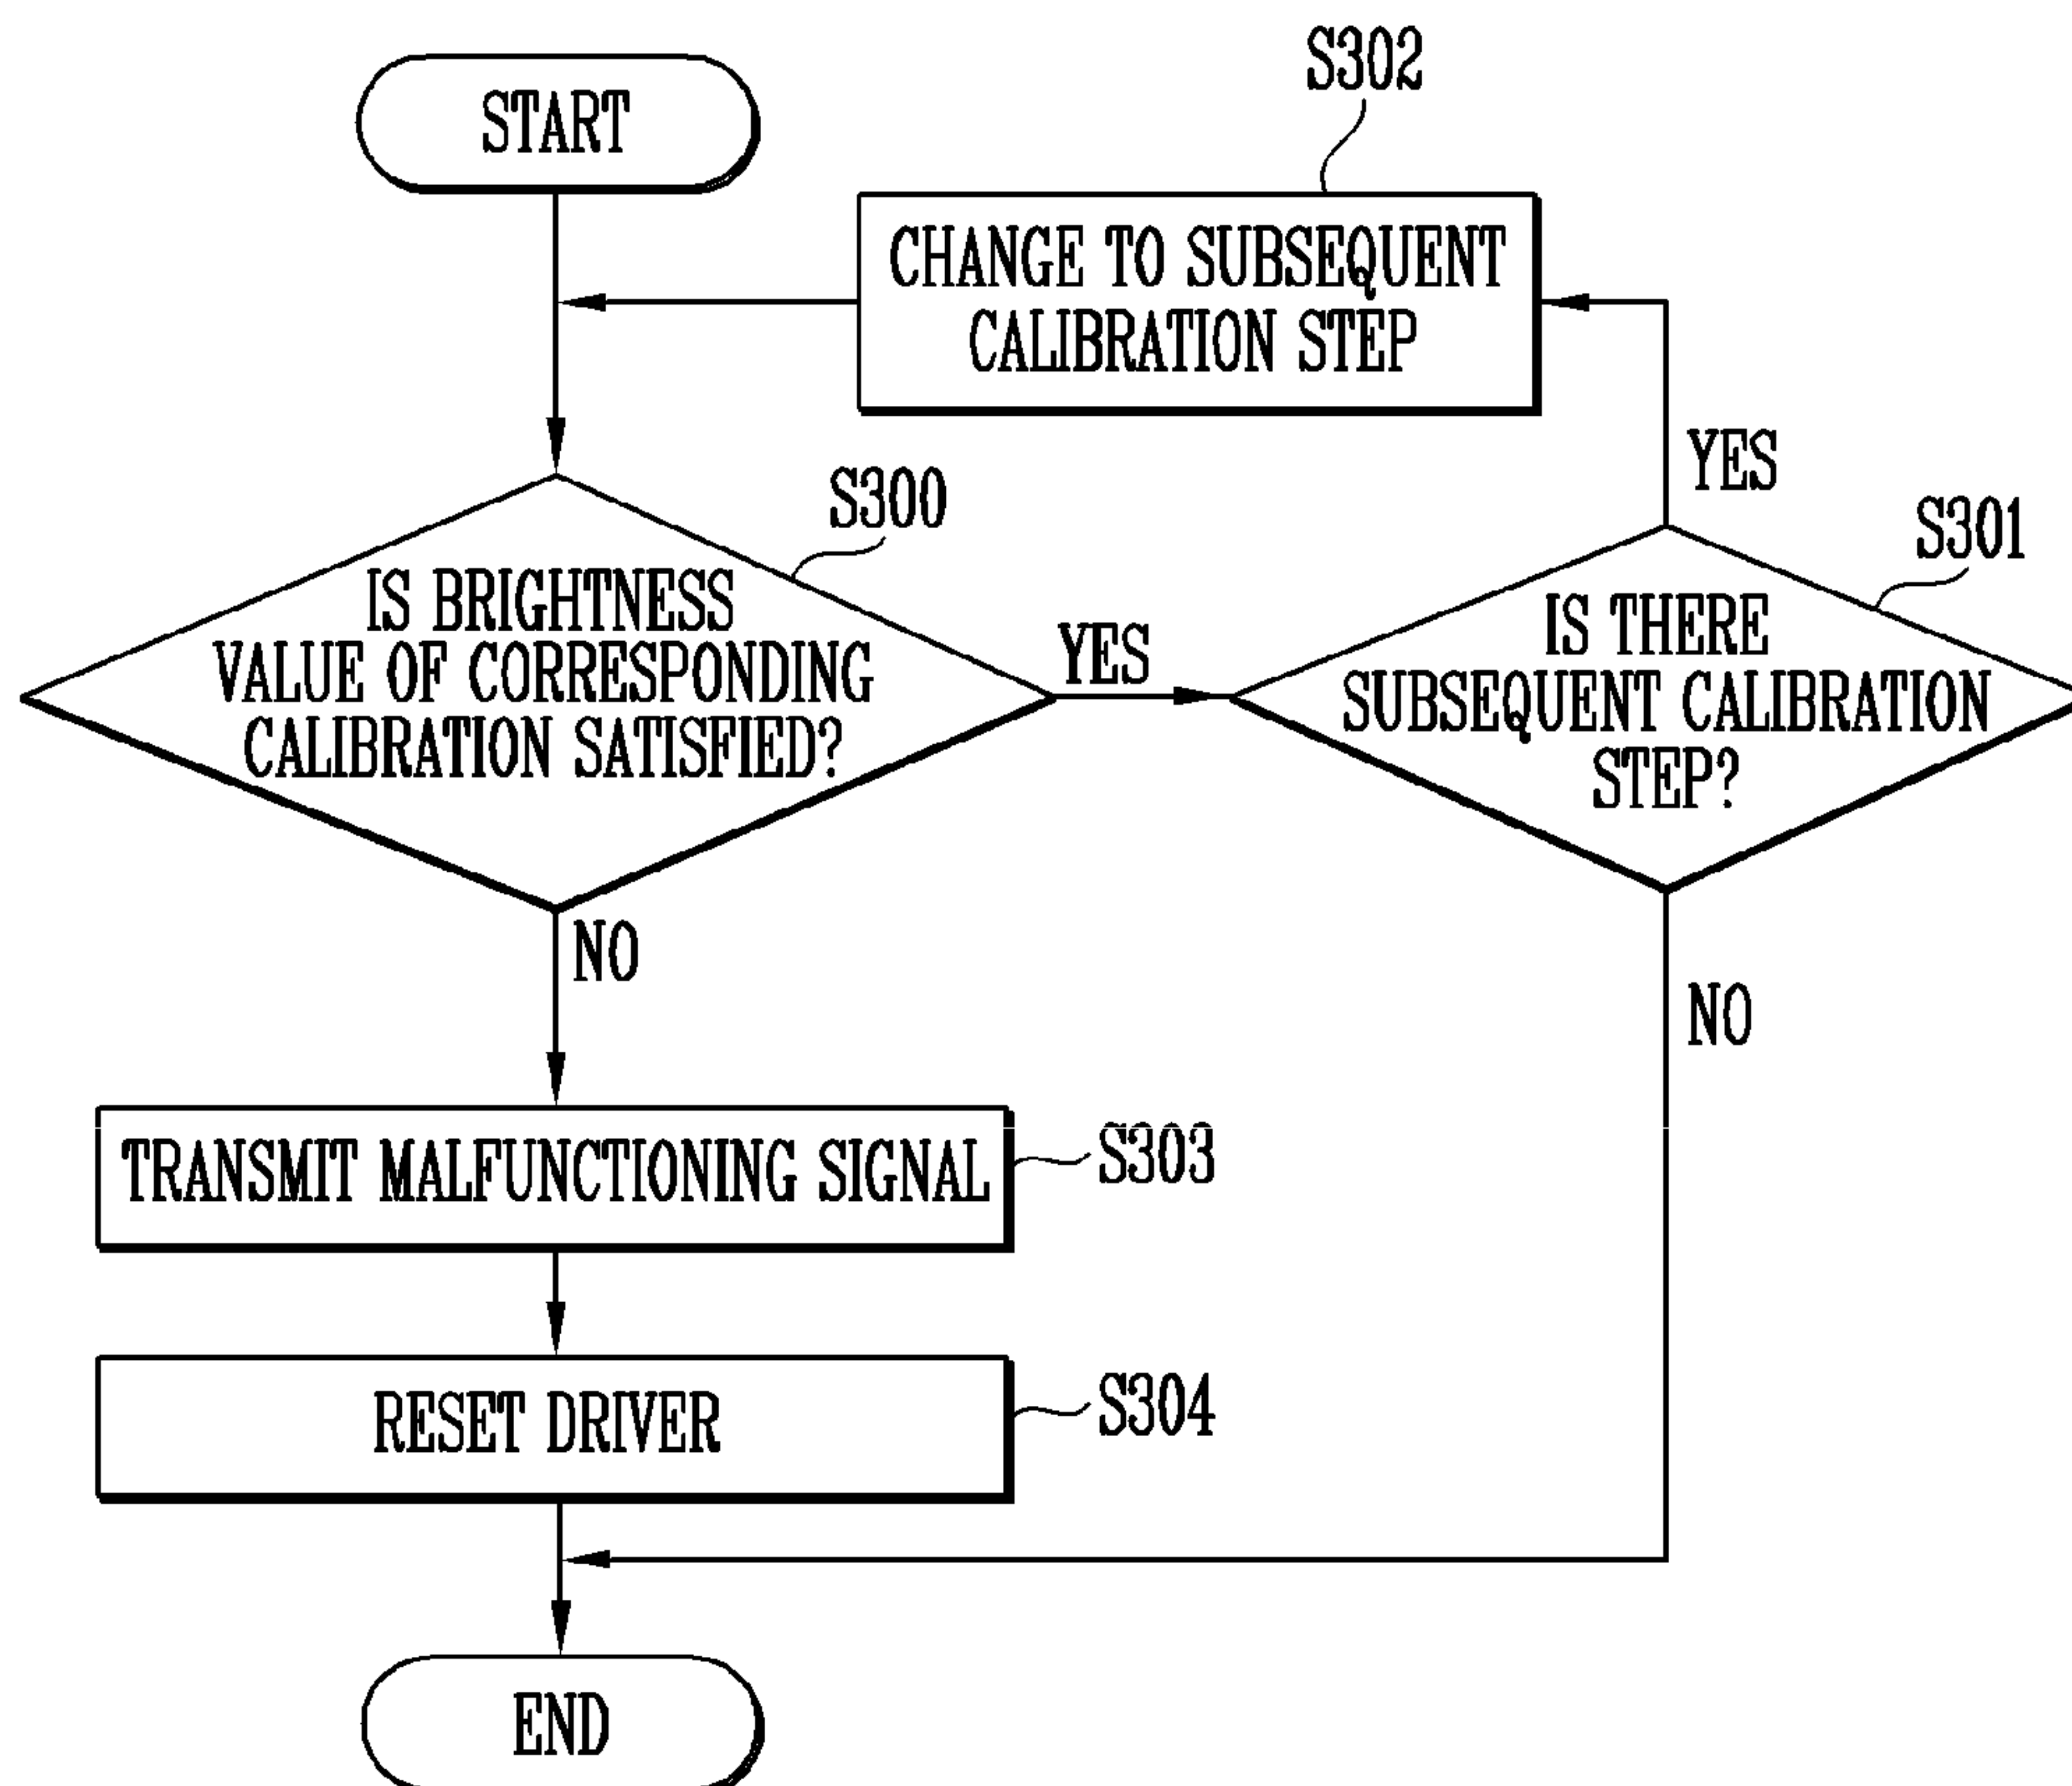 START
S302
CHANGE TO SUBSEQUENT
CALIBRATION STEP
YES
S300
S301
IS BRIGHTNESS
VALUE OF CORRESPONDING
CALIBRATION SATISFIED?
YES
IS THERE
SUBSEQUENT CALIBRATION
STEP?
NO
NO
TRANSMIT MALFUNCTIONING SIGNAL
S303
RESET DRIVER
S304
END